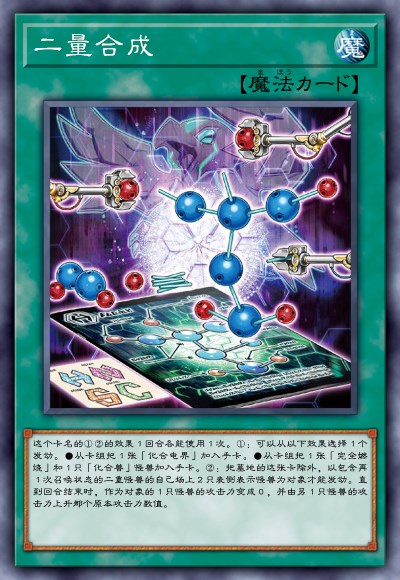 二量合成
魔
【魔法カード】
ま ほう
这个卡名的①②的效果1回合各能使用1次。①：可以从以下效果选择1个
发动。●从卡组把1张「化合电界」加入手卡。●从卡组把1张「完全燃
烧」和1只「化合兽」怪兽加入手卡。②：把墓地的这张卡除外，以包含再
1次召唤状态的二重怪兽的自己场上2只表侧表示怪兽为对象才能发动。直
到回合结束时，作为对象的1只怪兽的攻击力变成0，并由另1只怪兽的攻
击力上升那个原本攻击力数值。